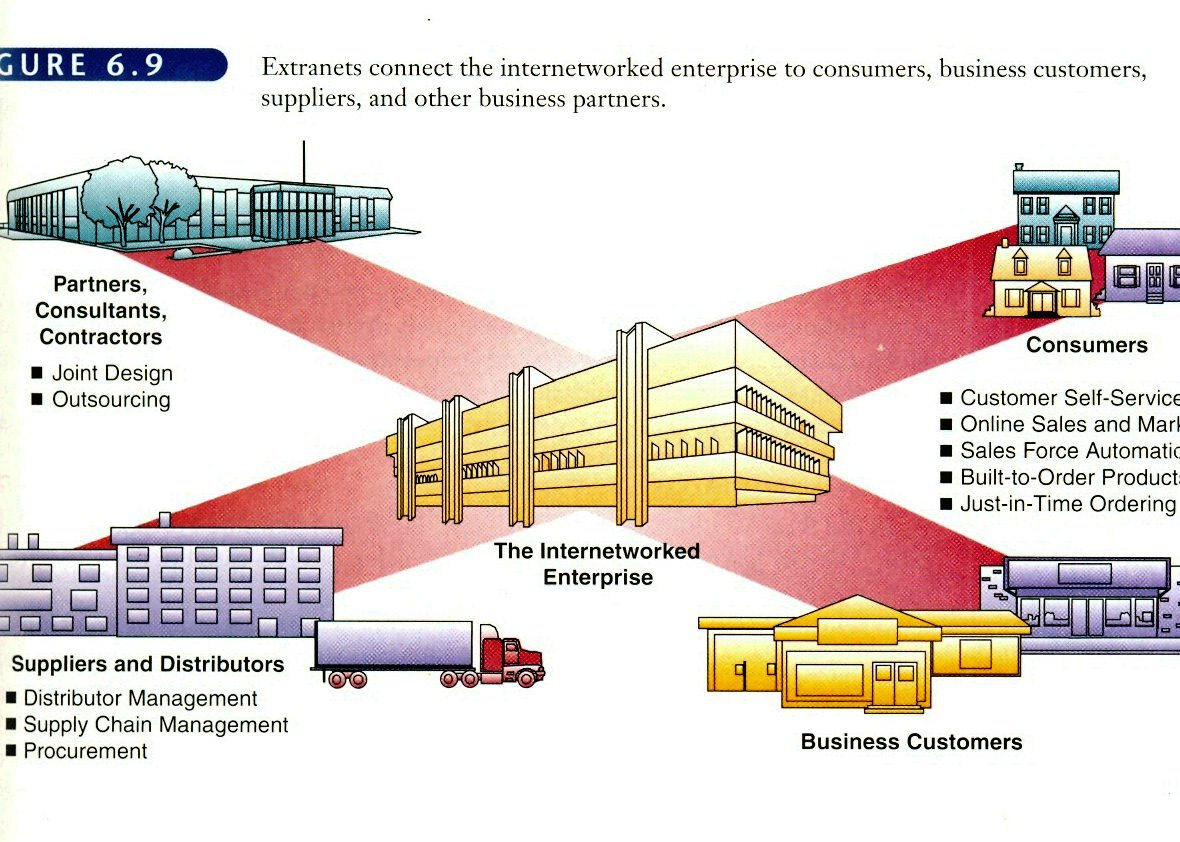 GURE 6.9
Extranets connect the internetworked enterprise to consumers, business customers,
suppliers, and other business partners.
Partners,
Consultants,
Contractors
■ Joint Design
■ Outsourcing
Consumers
■ Customer Self-Service
■ Online Sales and Mark
■ Sales Force Automatic
■ Built-to-Order Products
■ Just-in-Time Ordering
The Internetworked
Enterprise
Suppliers and Distributors
■ Distributor Management
■ Supply Chain Management
■ Procurement
Business Customers